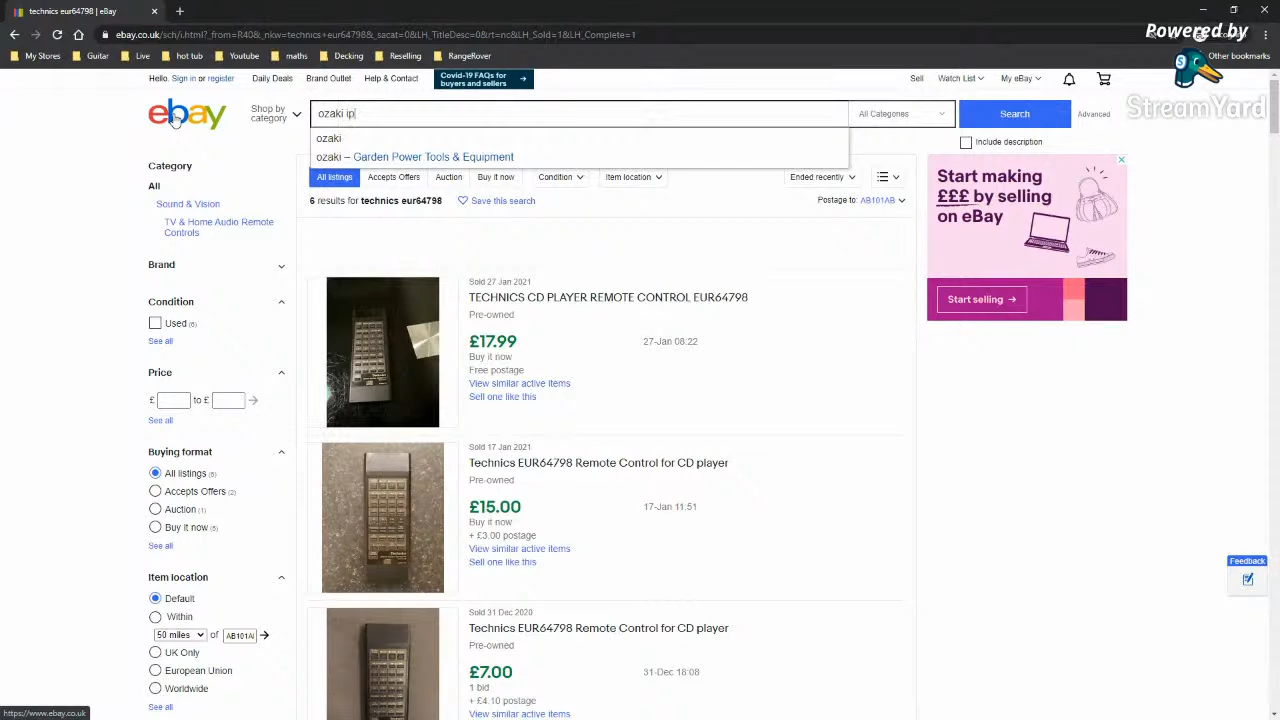 technics eur64798 | eBay
Powered by
ebay.co.uk/sch/i.html?_from=R40&_nkw=technics+eur64798&_sacat=0&LH_TitleDesc=0&rt=nc&LH_Sold=1&LH_Complete=1
My Stores
Guitar
Live
hot tub
Youtube
maths
Decking
Reselling
RangeRover
Other bookmarks
StreamYard
Hello. Sign in or register
Daily Deals
Brand Outlet
Help & Contact
Covid-19 FAQs for
buyers and sellers
Sell
Watch List
My eBay
ebay
Shop by
category
ozaki ip
All Categories
Search
Advanced
Include description
ozaki
ozaki – Garden Power Tools & Equipment
Category
All
Sound & Vision
TV & Home Audio Remote
Controls
Brand
Condition
Used (6)
See all
Price
£ to £
See all
Buying format
All listings (6)
Accepts Offers (2)
Auction (1)
Buy it now (5)
See all
Item location
Default
Within
50 miles of AB101AB
UK Only
European Union
Worldwide
See all
All listings
Accepts Offers
Auction
Buy it now
Condition
Item location
Ended recently
6 results for technics eur64798
Save this search
Postage to: AB101AB
Sold 27 Jan 2021
TECHNICS CD PLAYER REMOTE CONTROL EUR64798
Pre-owned
£17.99
27-Jan 08:22
Buy it now
Free postage
View similar active items
Sell one like this
Sold 17 Jan 2021
Technics EUR64798 Remote Control for CD player
Pre-owned
£15.00
17-Jan 11:51
Buy it now
+ £3.00 postage
View similar active items
Sell one like this
Sold 31 Dec 2020
Technics EUR64798 Remote Control for CD player
Pre-owned
£7.00
31-Dec 18:08
1 bid
+ £4.10 postage
View similar active items
Start making
£££ by selling
on eBay
Start selling
Feedback
https://www.ebay.co.uk